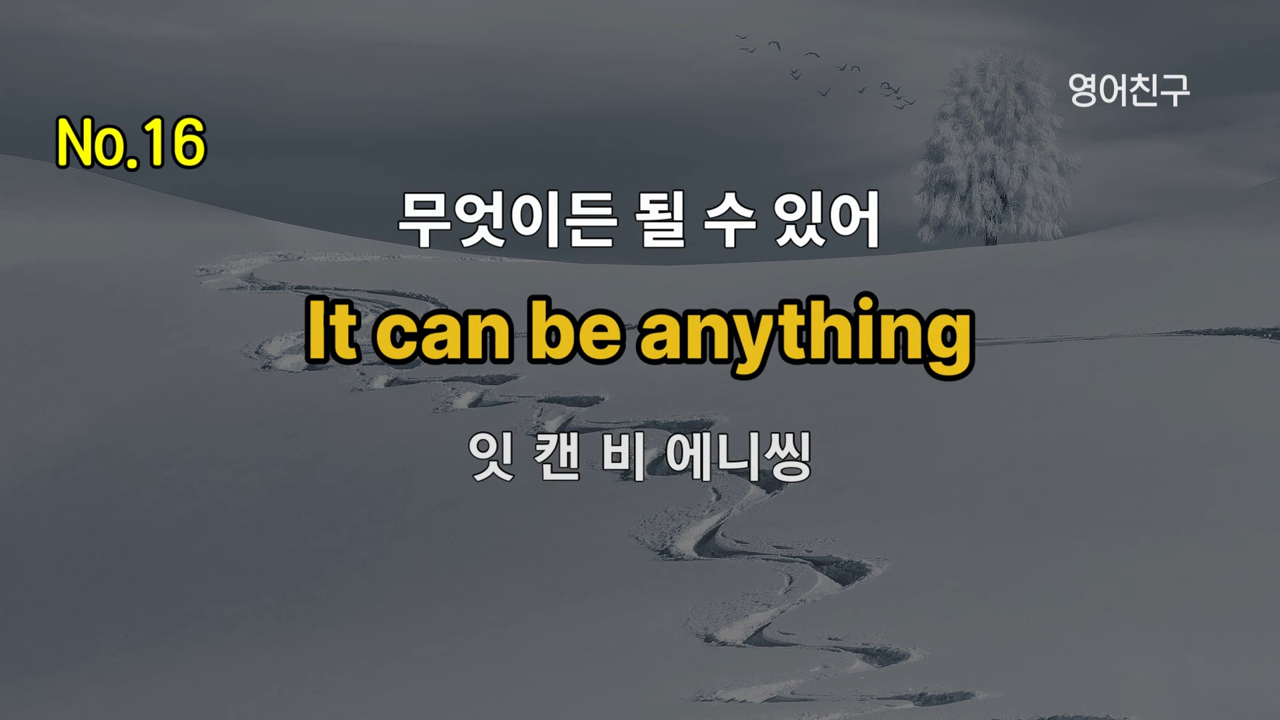 영어친구
No.16
무엇이든 될 수 있어
It can be anything
잇 캔 비 에니씽